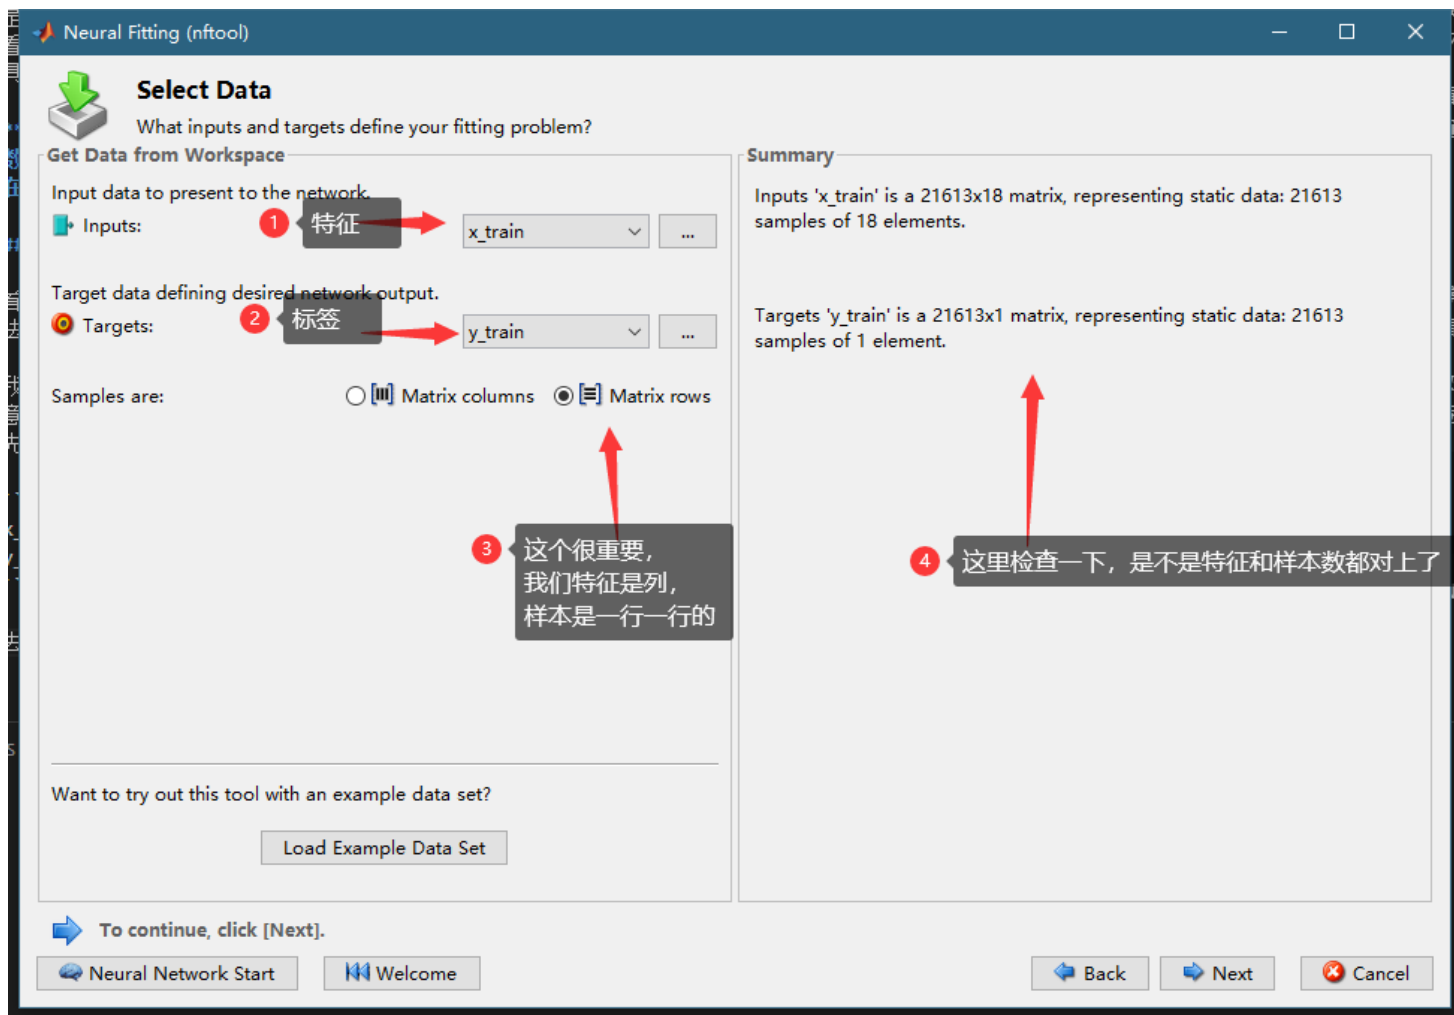 Neural Fitting (nftool)
Select Data
What inputs and targets define your fitting problem?
Get Data from Workspace
Input data to present to the network.
Inputs:
1
特征
x_train
...
Target data defining desired network output.
Targets:
2
标签
y_train
...
Samples are:
Matrix columns
Matrix rows
3
这个很重要，
我们特征是列，
样本是一行一行的
Want to try out this tool with an example data set?
Load Example Data Set
Summary
Inputs 'x_train' is a 21613x18 matrix, representing static data: 21613
samples of 18 elements.
Targets 'y_train' is a 21613x1 matrix, representing static data: 21613
samples of 1 element.
4
这里检查一下，是不是特征和样本数都对上了
To continue, click [Next].
Neural Network Start
Welcome
Back
Next
Cancel